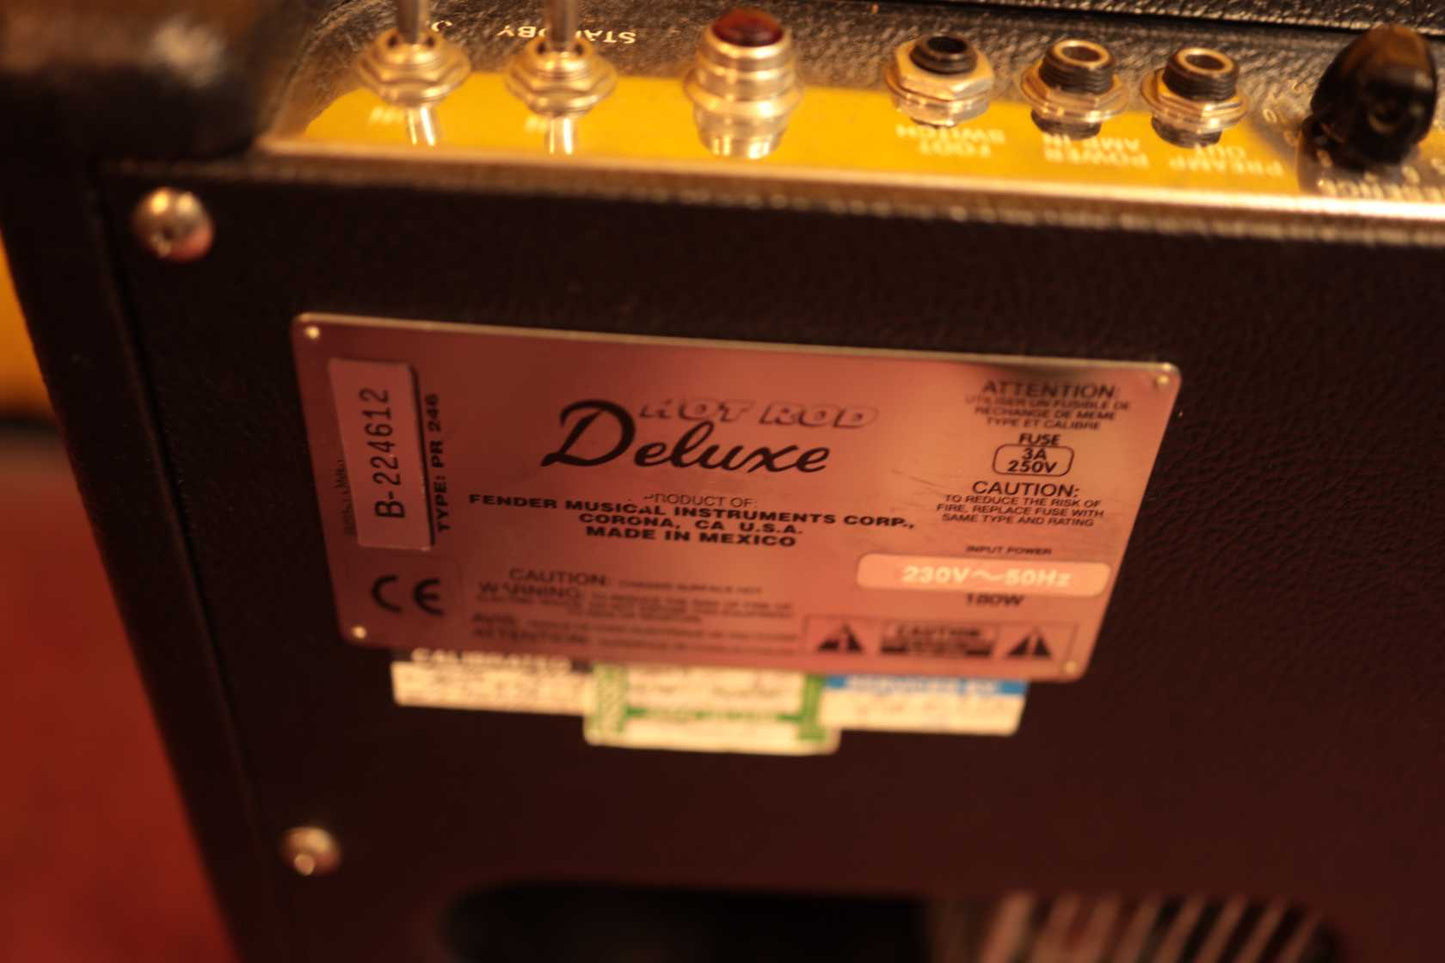 STANDBY
FOOT
SWITCH
POWER
AMP IN
PREAMP
OUT
B-224612
TYPE: PR 246
HOT ROD
Deluxe
PRODUCT OF:
FENDER MUSICAL INSTRUMENTS CORP.,
CORONA, CA U.S.A.
MADE IN MEXICO
ATTENTION:
UTILISER UN FUSIBLE DE
RECHANGE DE MEME
TYPE ET CALIBRE
FUSE
3A
250V
CAUTION:
TO REDUCE THE RISK OF
FIRE, REPLACE FUSE WITH
SAME TYPE AND RATING
INPUT POWER
230V~50Hz
180W
CE
CAUTION:
WARNING:
ATTENTION:
CAUTION
CALIBRATED